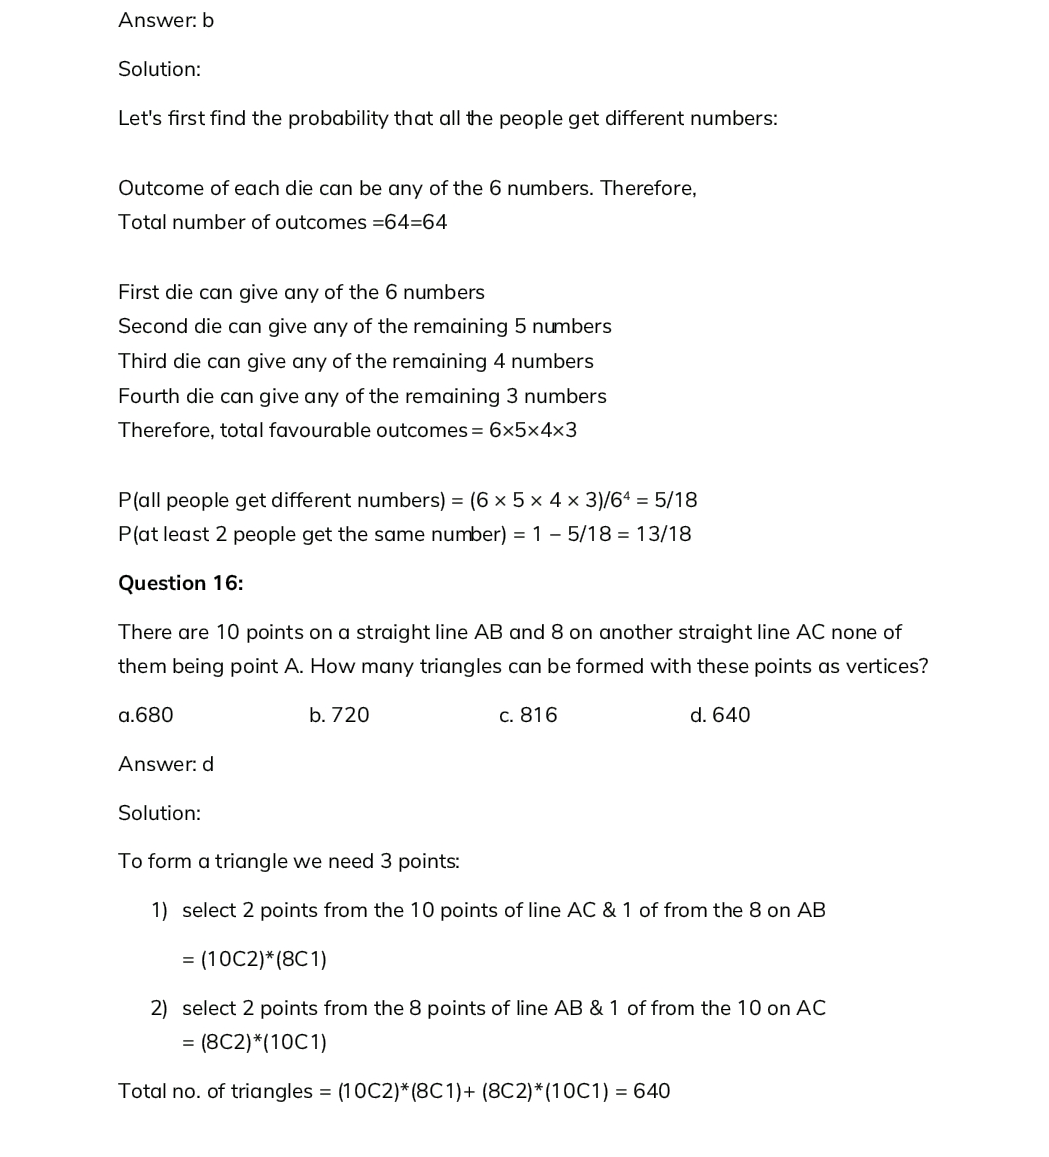 Answer: b
Solution:
Let's first find the probability that all the people get different numbers:
Outcome of each die can be any of the 6 numbers. Therefore,
Total number of outcomes =64=64
First die can give any of the 6 numbers
Second die can give any of the remaining 5 numbers
Third die can give any of the remaining 4 numbers
Fourth die can give any of the remaining 3 numbers
Therefore, total favourable outcomes = 6×5×4×3
P(all people get different numbers) = (6 × 5 × 4 × 3)/6⁴ = 5/18
P(at least 2 people get the same number) = 1 − 5/18 = 13/18
Question 16:
There are 10 points on a straight line AB and 8 on another straight line AC none of
them being point A. How many triangles can be formed with these points as vertices?
a.680 b. 720 c. 816 d. 640
Answer: d
Solution:
To form a triangle we need 3 points:
1) select 2 points from the 10 points of line AC & 1 of from the 8 on AB
= (10C2)*(8C1)
2) select 2 points from the 8 points of line AB & 1 of from the 10 on AC
= (8C2)*(10C1)
Total no. of triangles = (10C2)*(8C1)+ (8C2)*(10C1) = 640